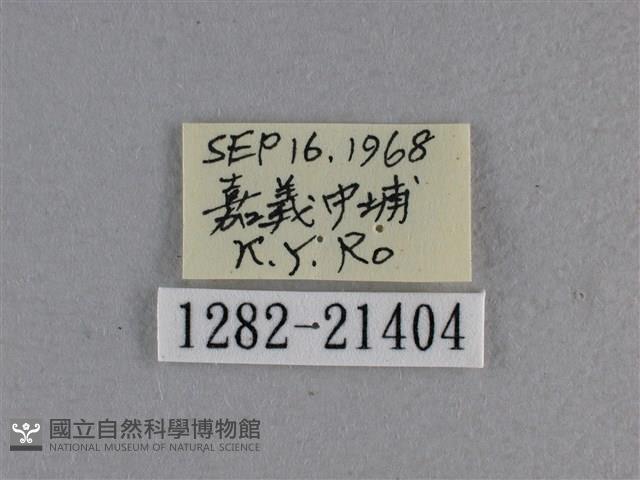 SEP 16. 1968
嘉義中埔
K.Y. Ro
1282-21404
國立自然科學博物館
NATIONAL MUSEUM OF NATURAL SCIENCE